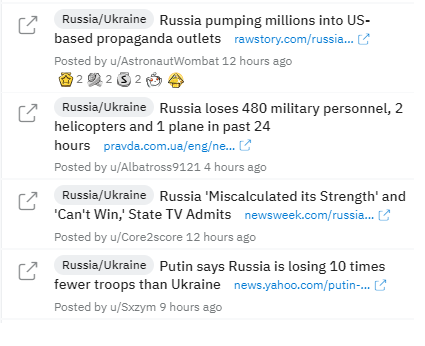 Russia/Ukraine Russia pumping millions into US-
based propaganda outlets rawstory.com/russia...
Posted by u/AstronautWombat 12 hours ago
2 2 S 2
Russia/Ukraine Russia loses 480 military personnel, 2
helicopters and 1 plane in past 24
hours pravda.com.ua/eng/ne...
Posted by u/Albatross9121 4 hours ago
Russia/Ukraine Russia 'Miscalculated its Strength' and
'Can't Win,' State TV Admits newsweek.com/russia...
Posted by u/Core2score 12 hours ago
Russia/Ukraine Putin says Russia is losing 10 times
fewer troops than Ukraine news.yahoo.com/putin-...
Posted by u/Sxzym 9 hours ago